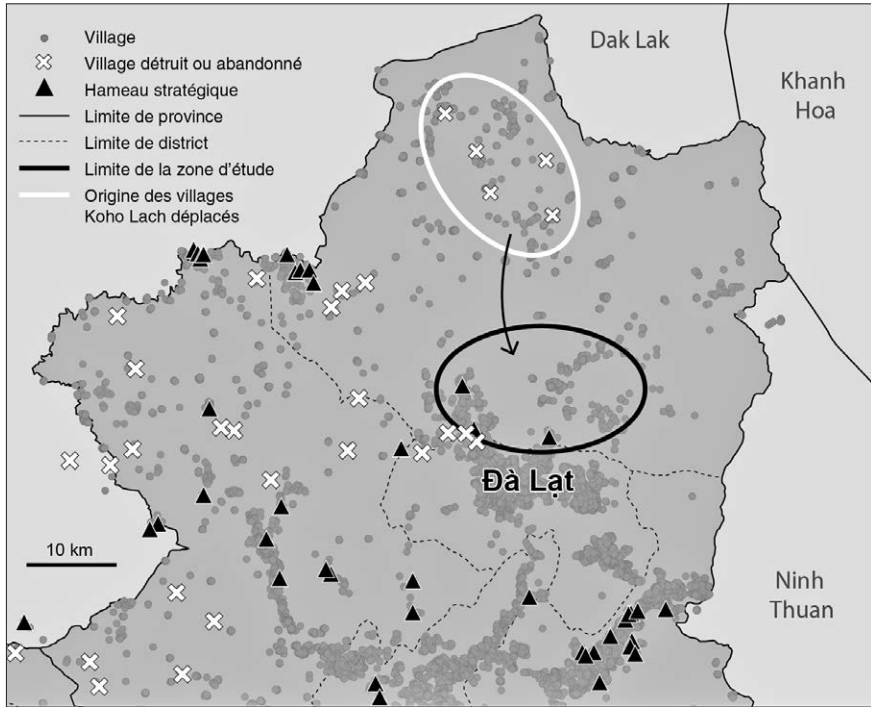 Village
Village détruit ou abandonné
Hameau stratégique
Limite de province
Limite de district
Limite de la zone d'étude
Origine des villages
Koho Lach déplacés
Dak Lak
Khanh
Hoa
Đà Lạt
10 km
Ninh
Thuan